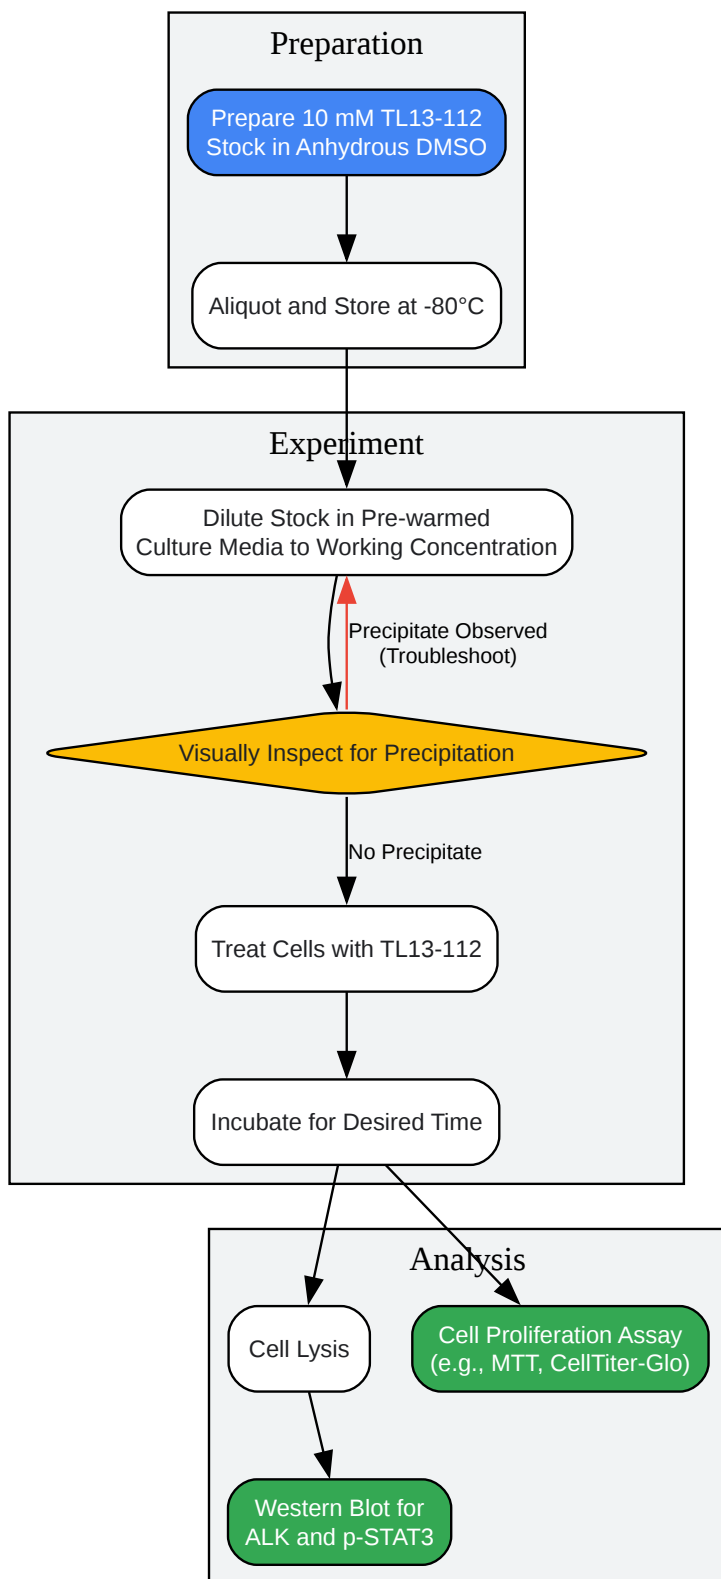 Preparation
Prepare 10 mM TL13-112
Stock in Anhydrous DMSO
Aliquot and Store at -80°C
Experiment
Dilute Stock in Pre-warmed
Culture Media to Working Concentration
Precipitate Observed
(Troubleshoot)
Visually Inspect for Precipitation
No Precipitate
Treat Cells with TL13-112
Incubate for Desired Time
Analysis
Cell Lysis
Cell Proliferation Assay
(e.g., MTT, CellTiter-Glo)
Western Blot for
ALK and p-STAT3